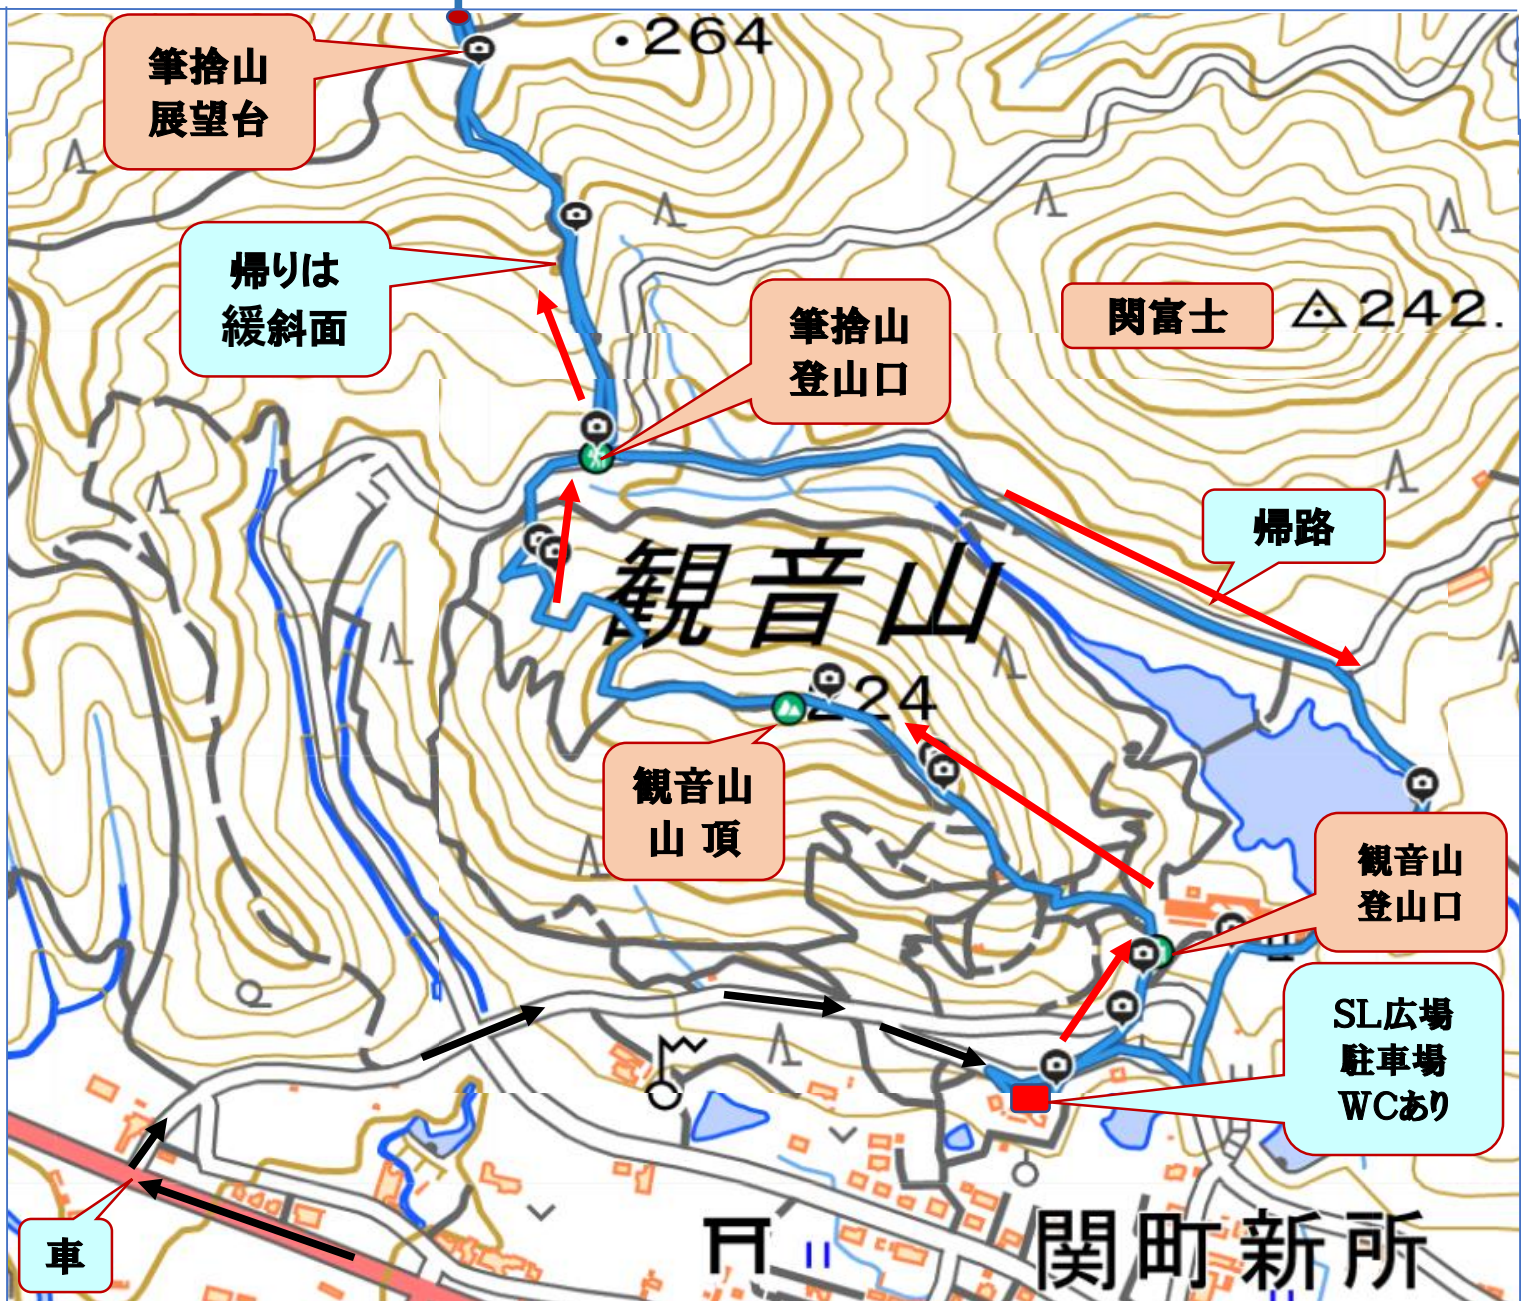 264
筆捨山
展望台
帰りは
緩斜面
筆捨山
登山口
関富士
242.
帰路
観音山
224
観音山
山 頂
観音山
登山口
SL広場
駐車場
WCあり
車
関町新所